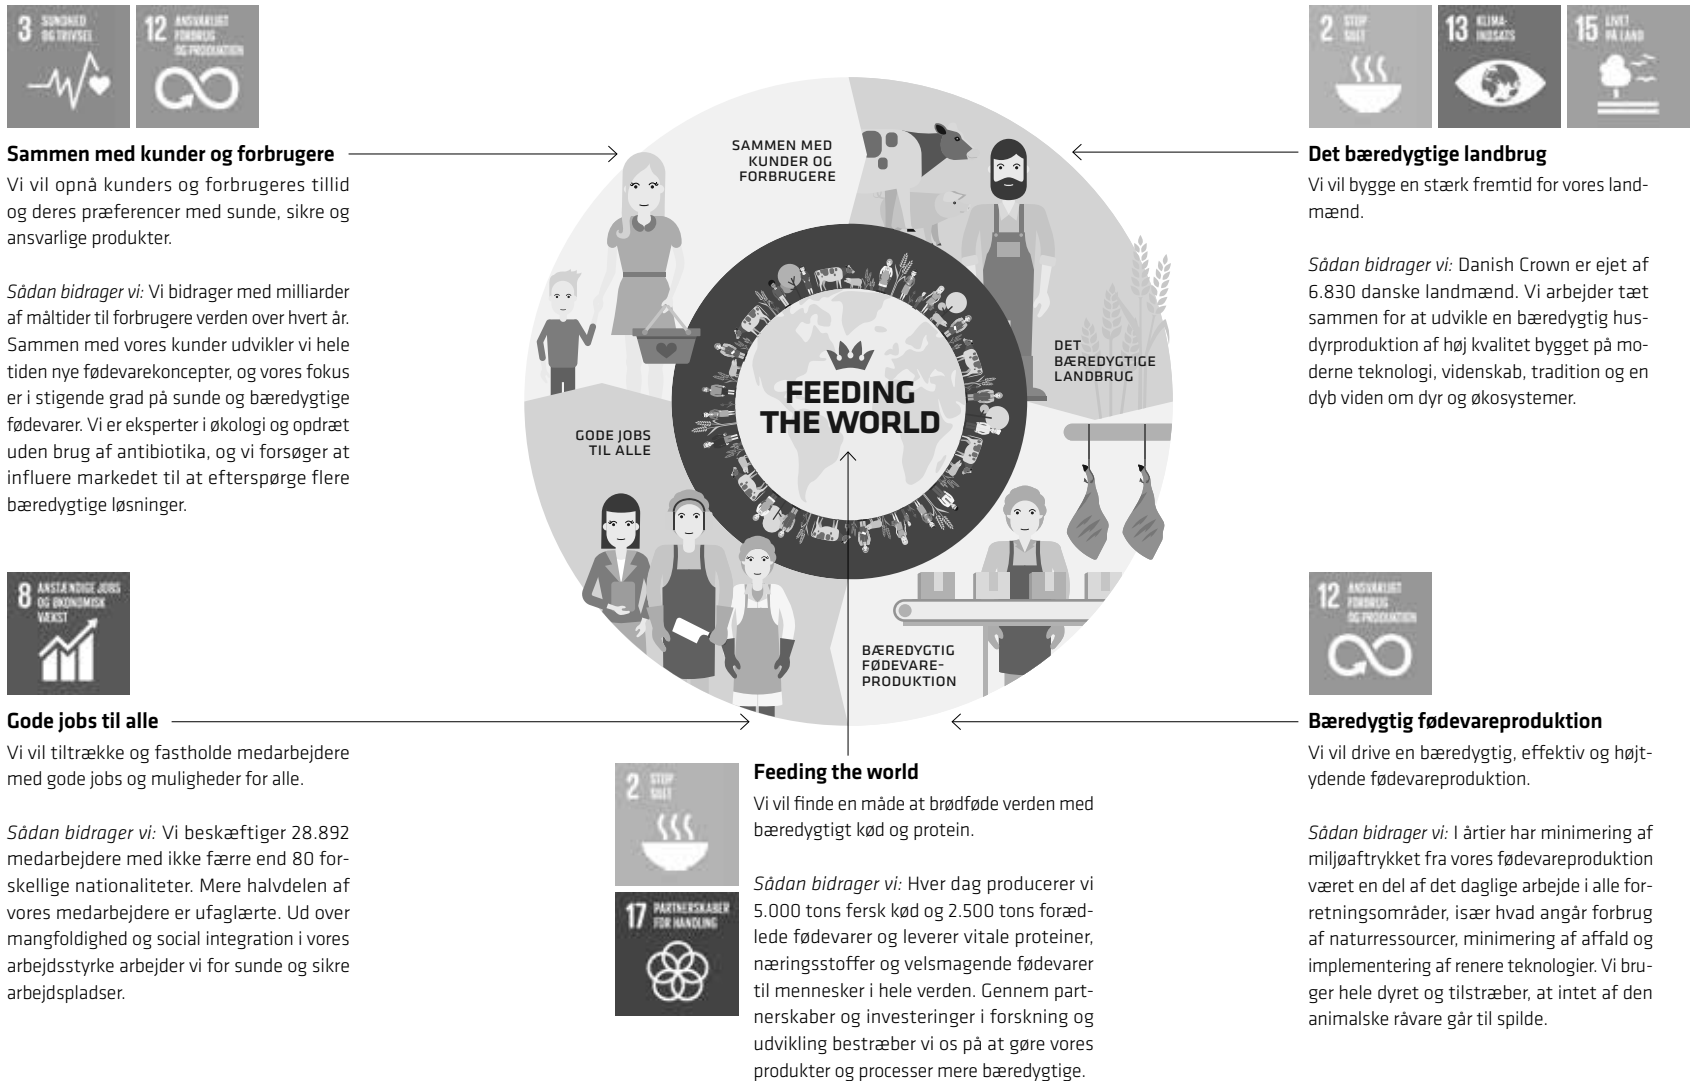 3 SUNDHED
OG TRIVSEL
12 ANSVARLIGT
FORBRUG
OG PRODUKTION
Sammen med kunder og forbrugere
Vi vil opnå kunders og forbrugeres tillid
og deres præferencer med sunde, sikre og
ansvarlige produkter.
Sådan bidrager vi: Vi bidrager med milliarder
af måltider til forbrugere verden over hvert år.
Sammen med vores kunder udvikler vi hele
tiden nye fødevarekoncepter, og vores fokus
er i stigende grad på sunde og bæredygtige
fødevarer. Vi er eksperter i økologi og opdræt
uden brug af antibiotika, og vi forsøger at
influere markedet til at efterspørge flere
bæredygtige løsninger.
8 ANSTÆNDIGE JOBS
OG ØKONOMISK
VÆKST
Gode jobs til alle
Vi vil tiltrække og fastholde medarbejdere
med gode jobs og muligheder for alle.
Sådan bidrager vi: Vi beskæftiger 28.892
medarbejdere med ikke færre end 80 for-
skellige nationaliteter. Mere halvdelen af
vores medarbejdere er ufaglærte. Ud over
mangfoldighed og social integration i vores
arbejdsstyrke arbejder vi for sunde og sikre
arbejdspladser.
SAMMEN MED
KUNDER OG
FORBRUGERE
DET
BÆREDYGTIGE
LANDBRUG
FEEDING
THE WORLD
GODE JOBS
TIL ALLE
BÆREDYGTIG
FØDEVARE-
PRODUKTION
2 STOP
SULT
17 PARTNERSKABER
FOR HANDLING
Feeding the world
Vi vil finde en måde at brødføde verden med
bæredygtigt kød og protein.
Sådan bidrager vi: Hver dag producerer vi
5.000 tons fersk kød og 2.500 tons foræd-
lede fødevarer og leverer vitale proteiner,
næringsstoffer og velsmagende fødevarer
til mennesker i hele verden. Gennem part-
nerskaber og investeringer i forskning og
udvikling bestræber vi os på at gøre vores
produkter og processer mere bæredygtige.
2 STOP
SULT
13 KLIMA-
INDSATS
15 LIVET
PÅ LAND
Det bæredygtige landbrug
Vi vil bygge en stærk fremtid for vores land-
mænd.
Sådan bidrager vi: Danish Crown er ejet af
6.830 danske landmænd. Vi arbejder tæt
sammen for at udvikle en bæredygtig hus-
dyrproduktion af høj kvalitet bygget på mo-
derne teknologi, videnskab, tradition og en
dyb viden om dyr og økosystemer.
12 ANSVARLIGT
FORBRUG
OG PRODUKTION
Bæredygtig fødevareproduktion
Vi vil drive en bæredygtig, effektiv og højt-
ydende fødevareproduktion.
Sådan bidrager vi: I årtier har minimering af
miljøaftrykket fra vores fødevareproduktion
været en del af det daglige arbejde i alle for-
retningsområder, især hvad angår forbrug
af naturressourcer, minimering af affald og
implementering af renere teknologier. Vi bru-
ger hele dyret og tilstræber, at intet af den
animalske råvare går til spilde.